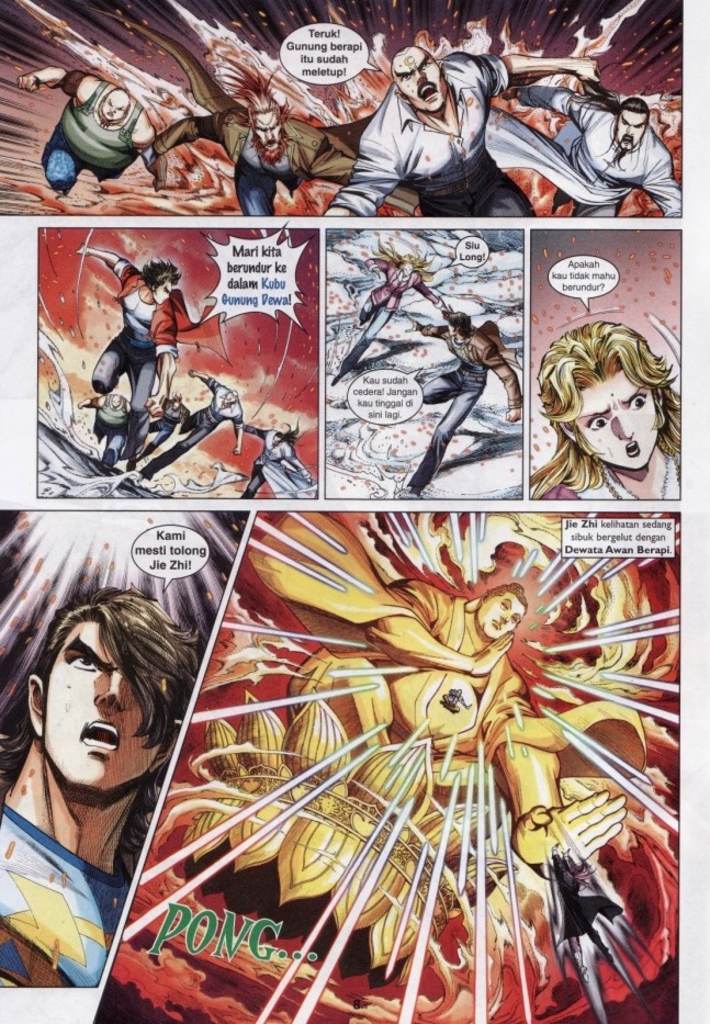 Teruk!
Gunung berapi
itu sudah
meletup!
Mari kita
berundur ke
dalam Kubu
Gunung Dewa!
Siu
Long!
Kau sudah
cedera! Jangan
kau tinggal di
sini lagi.
Apakah
kau tidak mahu
berundur?
Kami
mesti tolong
Jie Zhi!
Jie Zhi kelihatan sedang
sibuk bergelut dengan
Dewata Awan Berapi.
PONG...
8